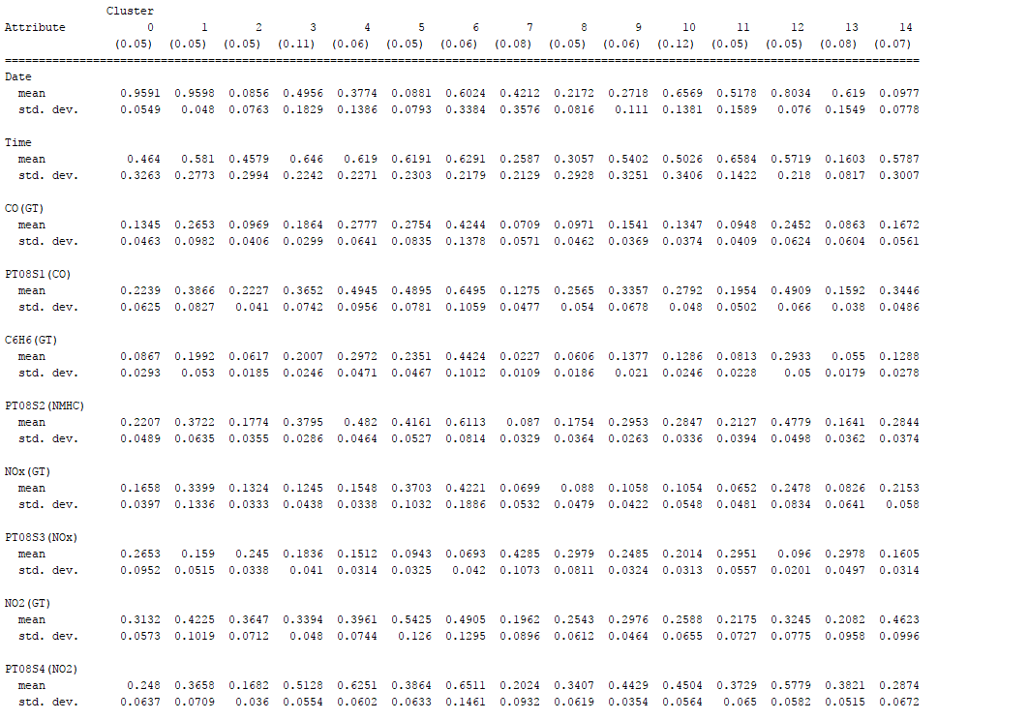 Cluster
Attribute 0 1 2 3 4 5 6 7 8 9 10 11 12 13 14
(0.05) (0.05) (0.05) (0.11) (0.06) (0.05) (0.06) (0.08) (0.05) (0.06) (0.12) (0.05) (0.05) (0.08) (0.07)
Date
mean 0.9591 0.9598 0.0856 0.4956 0.3774 0.0881 0.6024 0.4212 0.2172 0.2718 0.6569 0.5178 0.8034 0.619 0.0977
std. dev. 0.0549 0.048 0.0763 0.1829 0.1386 0.0793 0.3384 0.3576 0.0816 0.111 0.1381 0.1589 0.076 0.1549 0.0778
Time
mean 0.464 0.581 0.4579 0.646 0.619 0.6191 0.6291 0.2587 0.3057 0.5402 0.5026 0.6584 0.5719 0.1603 0.5787
std. dev. 0.3263 0.2773 0.2994 0.2242 0.2271 0.2303 0.2179 0.2129 0.2928 0.3251 0.3406 0.1422 0.218 0.0817 0.3007
CO(GT)
mean 0.1345 0.2653 0.0969 0.1864 0.2777 0.2754 0.4244 0.0709 0.0971 0.1541 0.1347 0.0948 0.2452 0.0863 0.1672
std. dev. 0.0463 0.0982 0.0406 0.0299 0.0641 0.0835 0.1378 0.0571 0.0462 0.0369 0.0374 0.0409 0.0624 0.0604 0.0561
PT08S1(CO)
mean 0.2239 0.3866 0.2227 0.3652 0.4945 0.4895 0.6495 0.1275 0.2565 0.3357 0.2792 0.1954 0.4909 0.1592 0.3446
std. dev. 0.0625 0.0827 0.041 0.0742 0.0956 0.0781 0.1059 0.0477 0.054 0.0678 0.048 0.0502 0.066 0.038 0.0486
C6H6(GT)
mean 0.0867 0.1992 0.0617 0.2007 0.2972 0.2351 0.4424 0.0227 0.0606 0.1377 0.1286 0.0813 0.2933 0.055 0.1288
std. dev. 0.0293 0.053 0.0185 0.0246 0.0471 0.0467 0.1012 0.0109 0.0186 0.021 0.0246 0.0228 0.05 0.0179 0.0278
PT08S2(NMHC)
mean 0.2207 0.3722 0.1774 0.3795 0.482 0.4161 0.6113 0.087 0.1754 0.2953 0.2847 0.2127 0.4779 0.1641 0.2844
std. dev. 0.0489 0.0635 0.0355 0.0286 0.0464 0.0527 0.0814 0.0329 0.0364 0.0263 0.0336 0.0394 0.0498 0.0362 0.0374
NOx(GT)
mean 0.1658 0.3399 0.1324 0.1245 0.1548 0.3703 0.4221 0.0699 0.088 0.1058 0.1054 0.0652 0.2478 0.0826 0.2153
std. dev. 0.0397 0.1336 0.0333 0.0438 0.0338 0.1032 0.1886 0.0532 0.0479 0.0422 0.0548 0.0481 0.0834 0.0641 0.058
PT08S3(NOx)
mean 0.2653 0.159 0.245 0.1836 0.1512 0.0943 0.0693 0.4285 0.2979 0.2485 0.2014 0.2951 0.096 0.2978 0.1605
std. dev. 0.0952 0.0515 0.0338 0.041 0.0314 0.0325 0.042 0.1073 0.0811 0.0324 0.0313 0.0557 0.0201 0.0497 0.0314
NO2(GT)
mean 0.3132 0.4225 0.3647 0.3394 0.3961 0.5425 0.4905 0.1962 0.2543 0.2976 0.2588 0.2175 0.3245 0.2082 0.4623
std. dev. 0.0573 0.1019 0.0712 0.048 0.0744 0.126 0.1295 0.0896 0.0612 0.0464 0.0655 0.0727 0.0775 0.0958 0.0996
PT08S4(NO2)
mean 0.248 0.3658 0.1682 0.5128 0.6251 0.3864 0.6511 0.2024 0.3407 0.4429 0.4504 0.3729 0.5779 0.3821 0.2874
std. dev. 0.0637 0.0709 0.036 0.0554 0.0602 0.0633 0.1461 0.0932 0.0619 0.0354 0.0564 0.065 0.0582 0.0515 0.0672